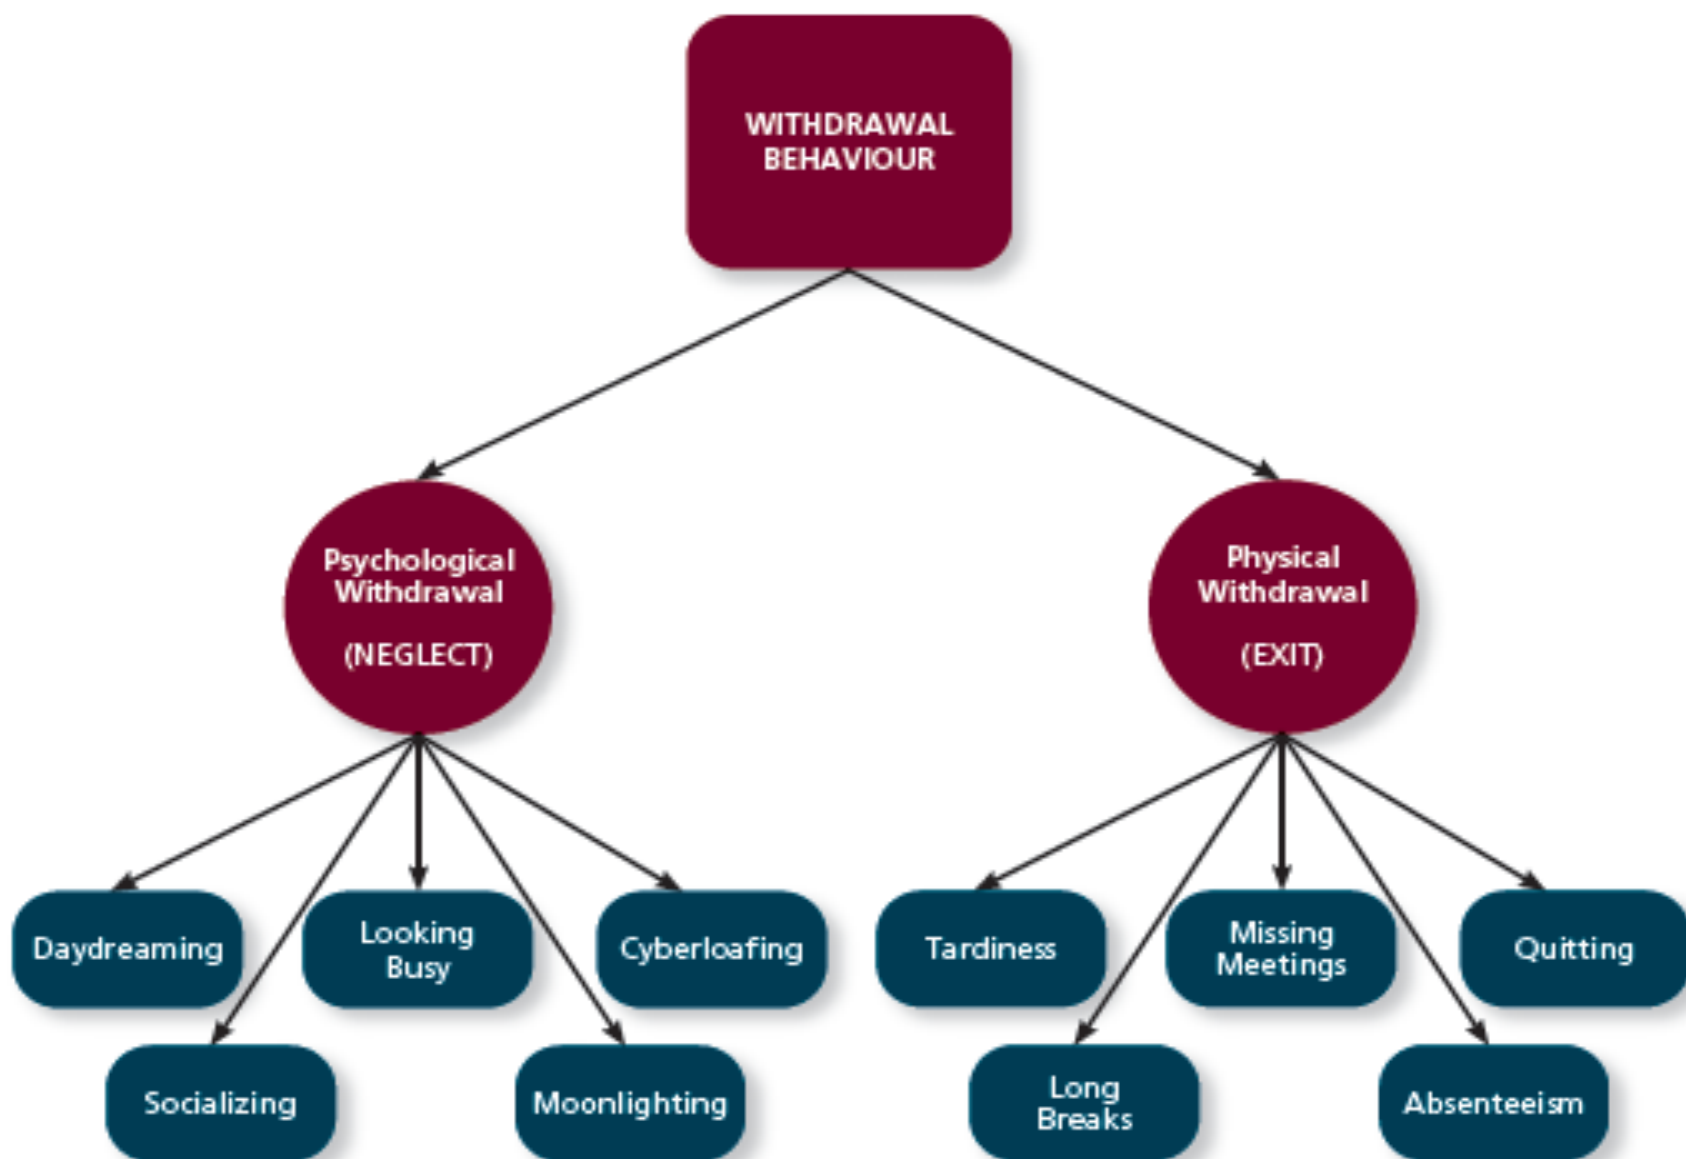 WITHDRAWAL
BEHAVIOUR
Psychological
Withdrawal
(NEGLECT)
Physical
Withdrawal
(EXIT)
Daydreaming
Looking
Busy
Cyberloafing
Tardiness
Missing
Meetings
Quitting
Socializing
Moonlighting
Long
Breaks
Absenteeism